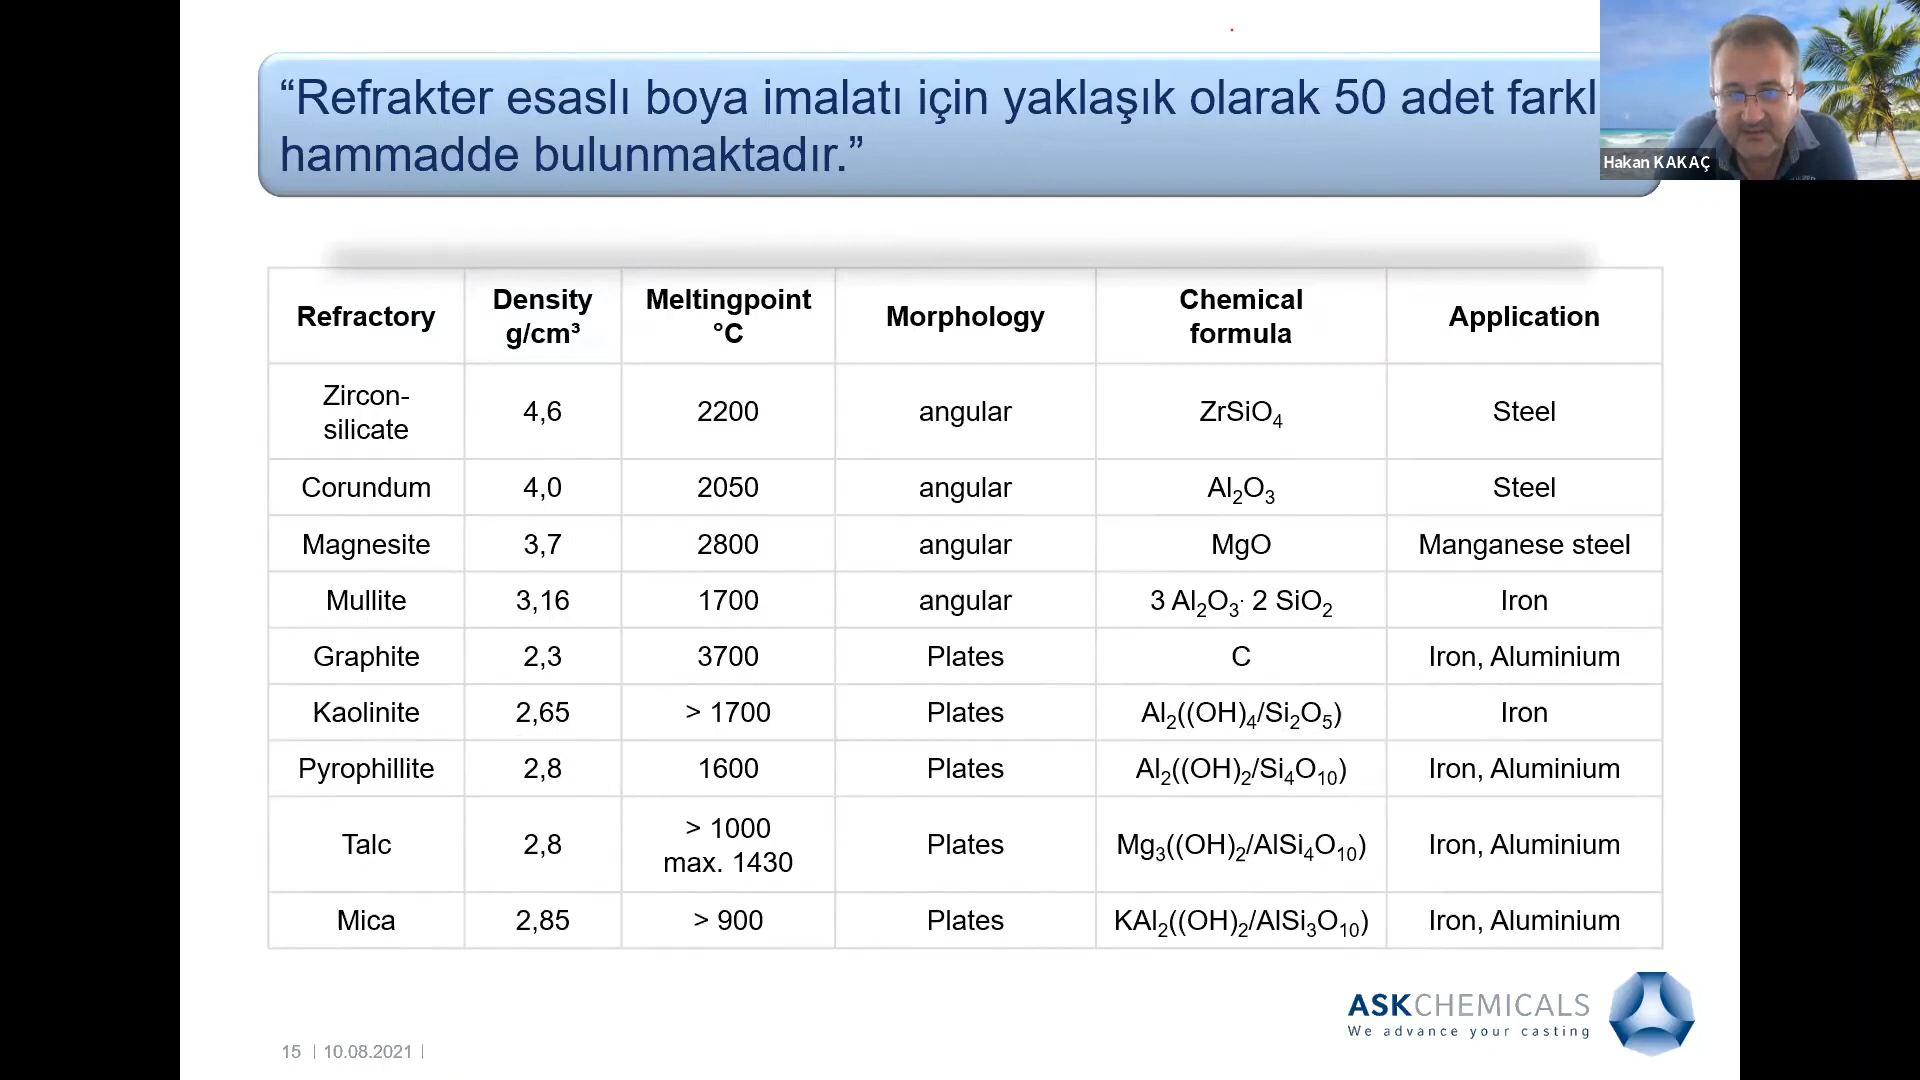 “Refrakter esaslı boya imalatı için yaklaşık olarak 50 adet farkl
hammadde bulunmaktadır.”
Hakan KAKAÇ
Refractory Density g/cm³ Meltingpoint °C Morphology Chemical formula Application
Zircon-silicate 4,6 2200 angular ZrSiO₄ Steel
Corundum 4,0 2050 angular Al₂O₃ Steel
Magnesite 3,7 2800 angular MgO Manganese steel
Mullite 3,16 1700 angular 3 Al₂O₃· 2 SiO₂ Iron
Graphite 2,3 3700 Plates C Iron, Aluminium
Kaolinite 2,65 > 1700 Plates Al₂((OH)₄/Si₂O₅) Iron
Pyrophillite 2,8 1600 Plates Al₂((OH)₂/Si₄O₁₀) Iron, Aluminium
Talc 2,8 > 1000 max. 1430 Plates Mg₃((OH)₂/AlSi₄O₁₀) Iron, Aluminium
Mica 2,85 > 900 Plates KAl₂((OH)₂/AlSi₃O₁₀) Iron, Aluminium
ASKCHEMICALS
We advance your casting
15 | 10.08.2021 |